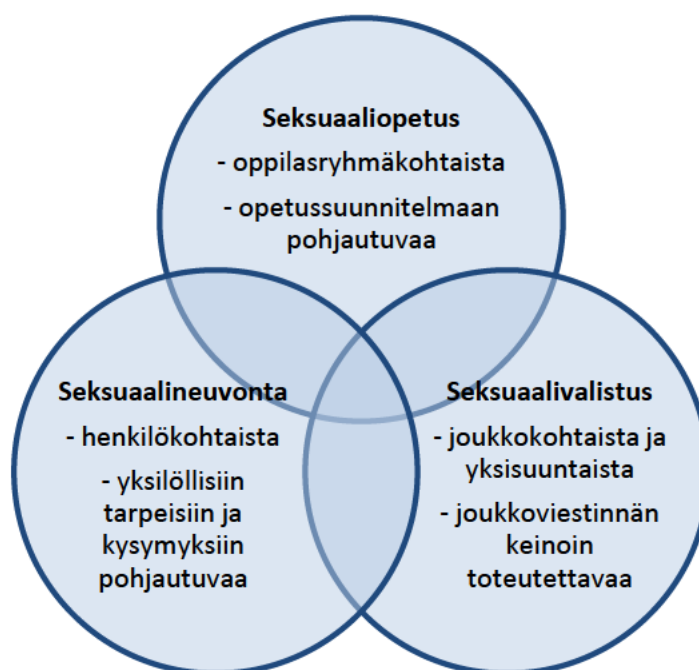 Seksuaaliopetus
- oppilasryhmäkohtaista
- opetussuunnitelmaan
pohjautuvaa
Seksuaalineuvonta
- henkilökohtaista
- yksilöllisiin
tarpeisiin ja
kysymyksiin
pohjautuvaa
Seksuaalivalistus
- joukkokohtaista ja
yksisuuntaista
- joukkoviestinnän
keinoin
toteutettavaa